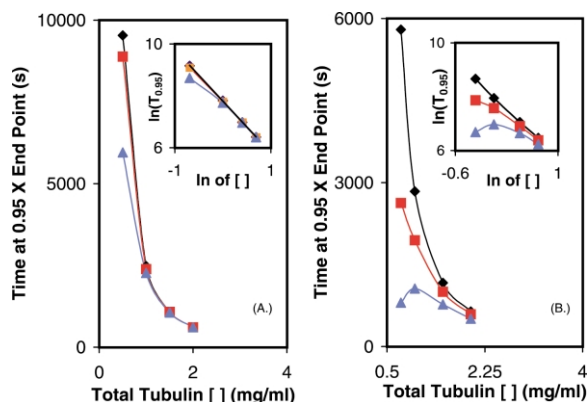 10000
5000
0
0
2
4
Time at 0.95 X End Point (s)
Total Tubulin [ ] (mg/ml)
10
6
-1
1
ln(T0.95)
ln of [ ]
(A.)
6000
3000
0
0.5
2.25
4
Time at 0.95 X End Point (s)
Total Tubulin [ ] (mg/ml)
10
6
-0.6
1
ln(T0.95)
ln of [ ]
(B.)